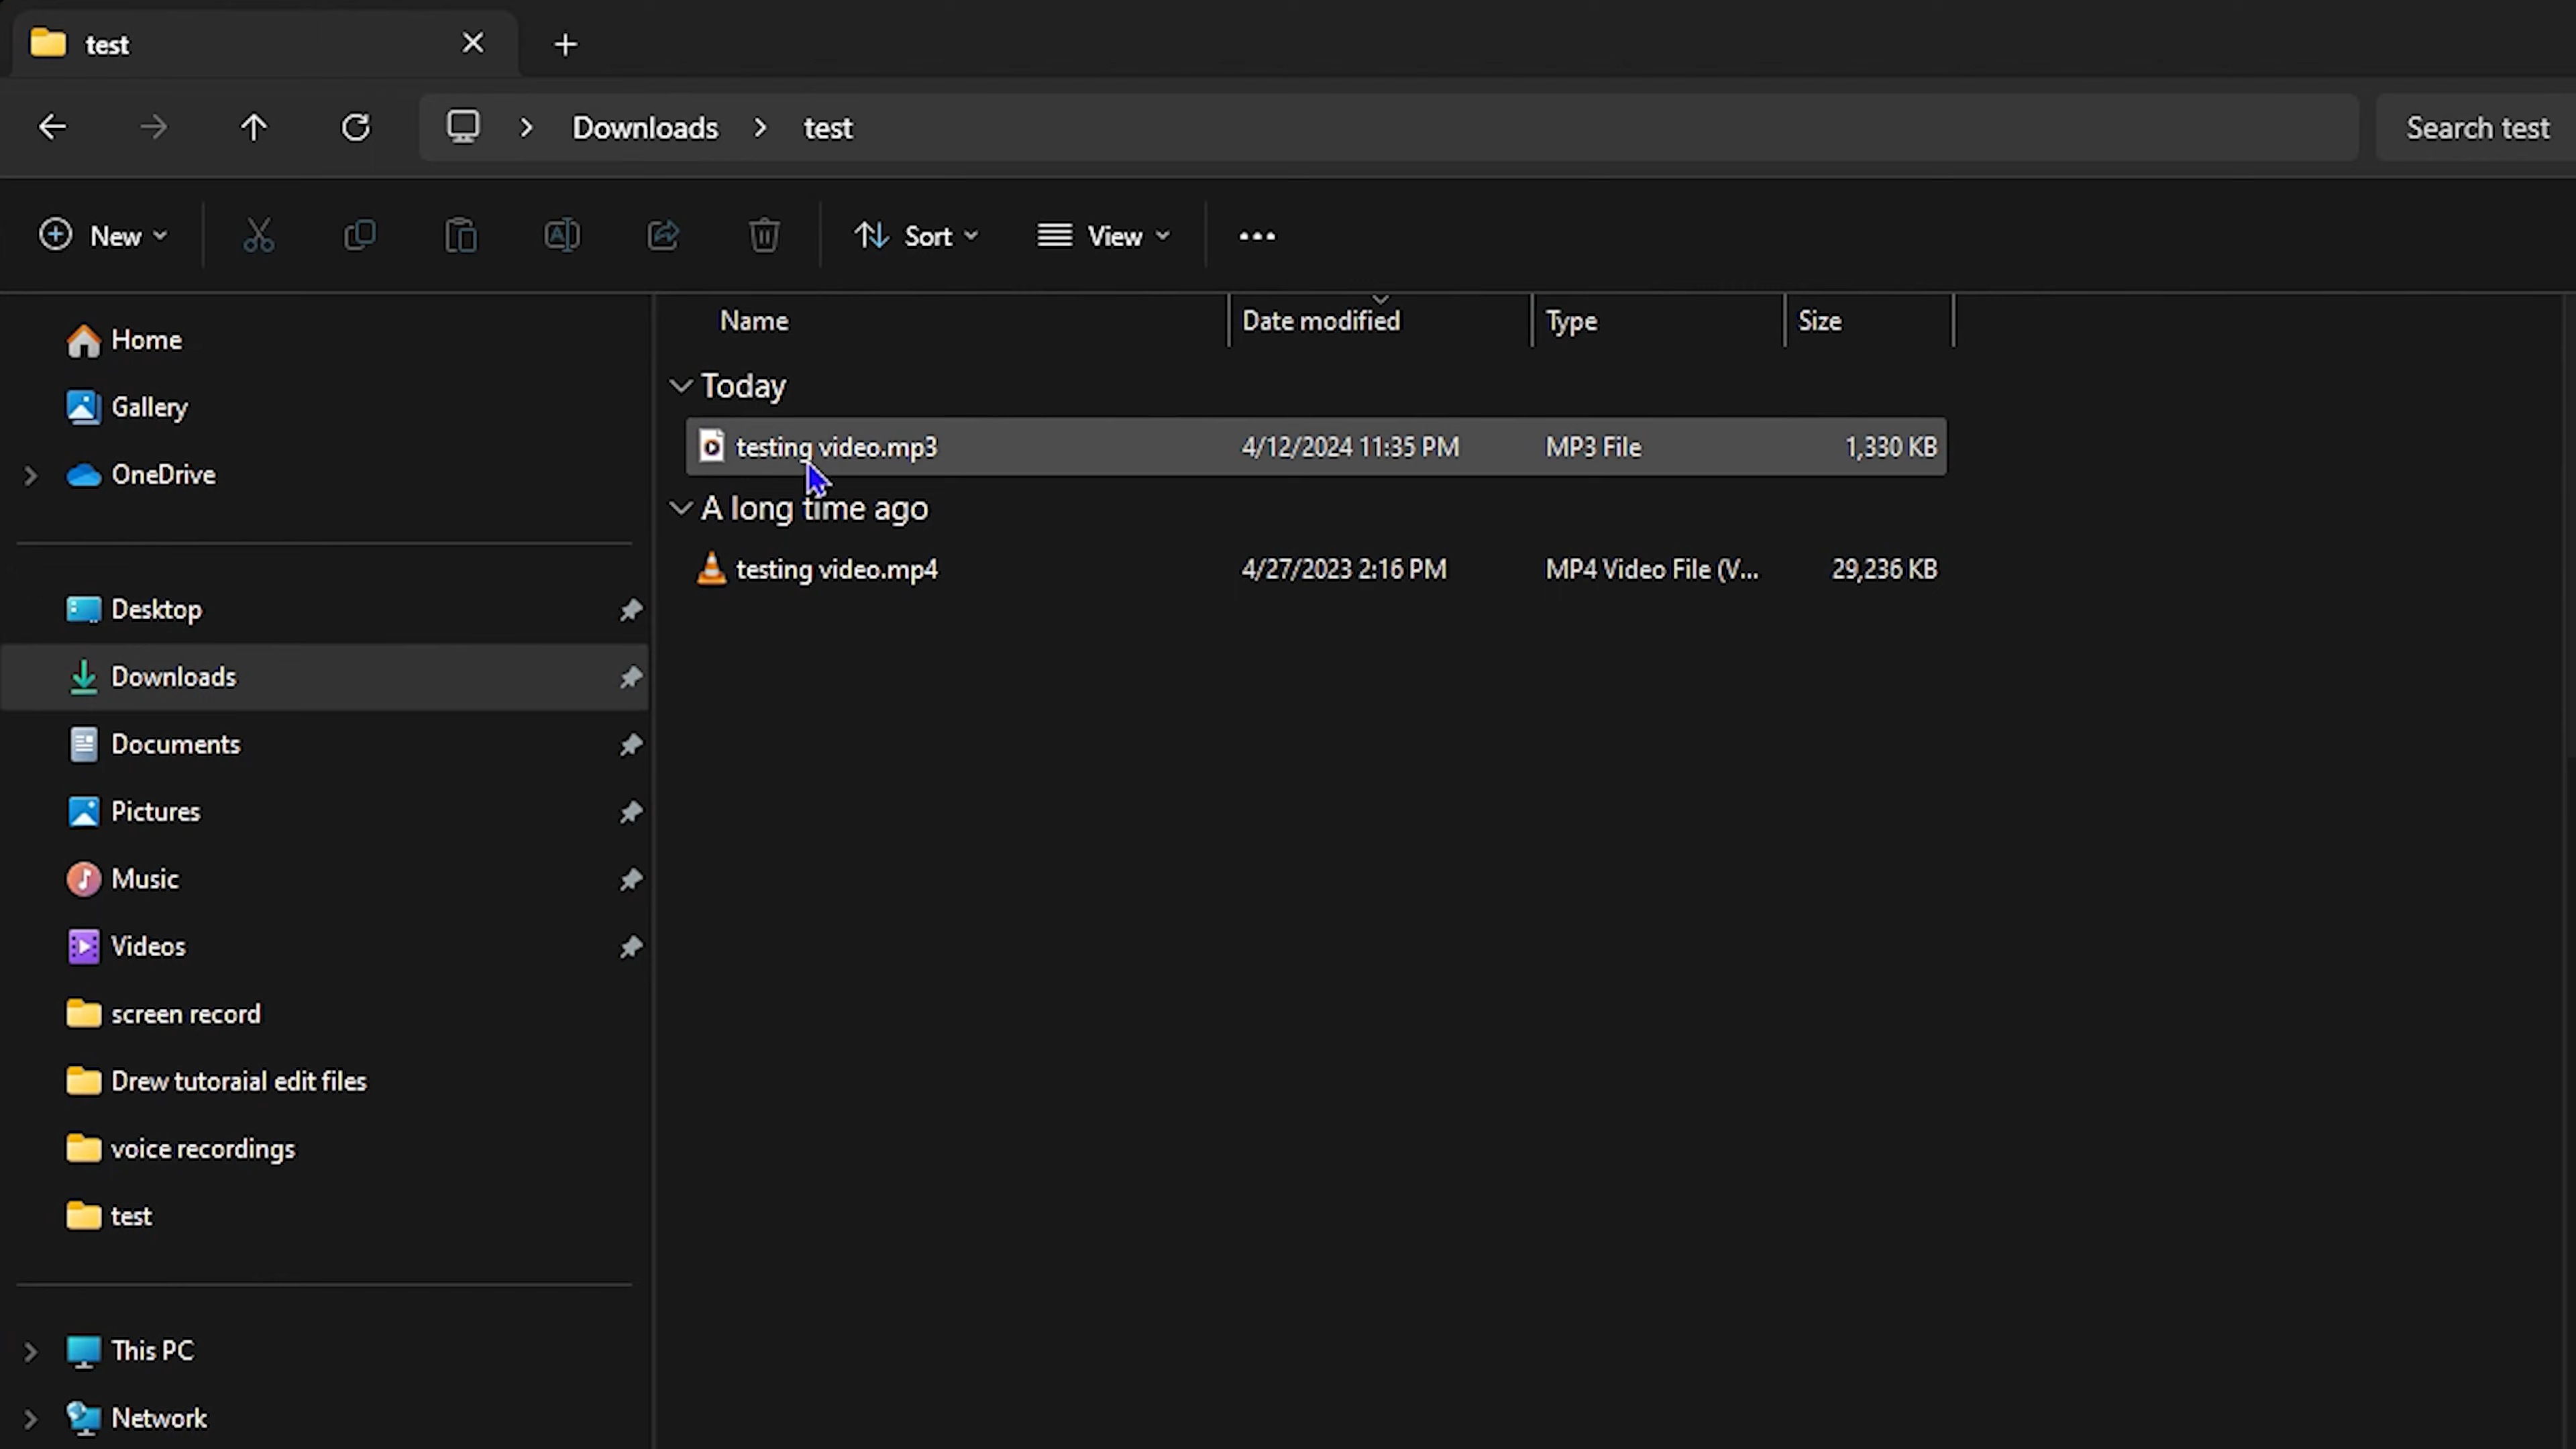 test
Downloads > test
Search test
New
Sort
View
Name Date modified Type Size
Today
testing video.mp3 4/12/2024 11:35 PM MP3 File 1,330 KB
A long time ago
testing video.mp4 4/27/2023 2:16 PM MP4 Video File (V... 29,236 KB
Home
Gallery
OneDrive
Desktop
Downloads
Documents
Pictures
Music
Videos
screen record
Drew tutoraial edit files
voice recordings
test
This PC
Network